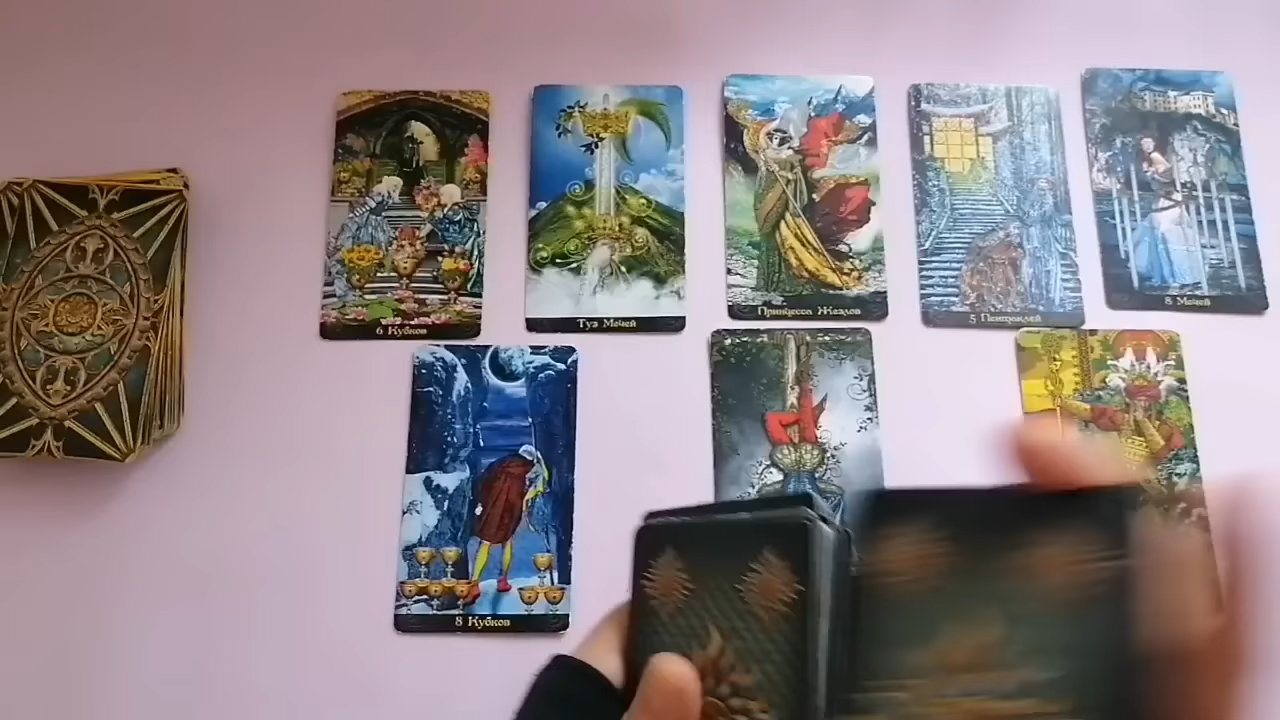 6 Кубков
Туз Мечей
Принцесса Жезлов
5 Пентаклей
8 Мечей
8 Кубков